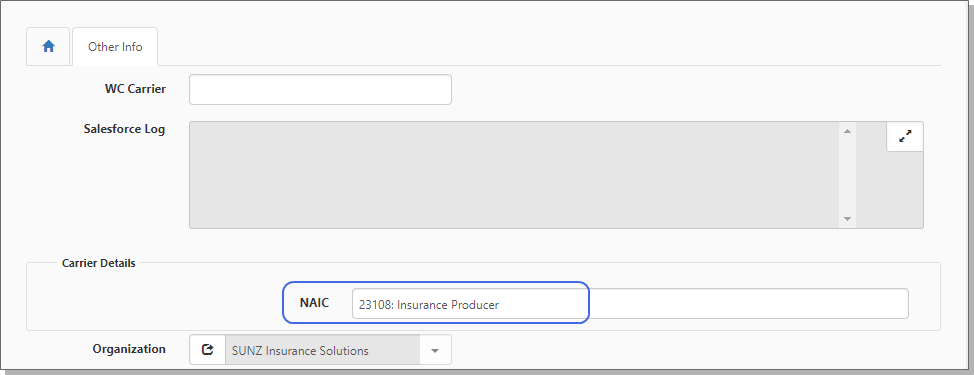 Other Info
WC Carrier
Salesforce Log
Carrier Details
NAIC 23108: Insurance Producer
Organization SUNZ Insurance Solutions